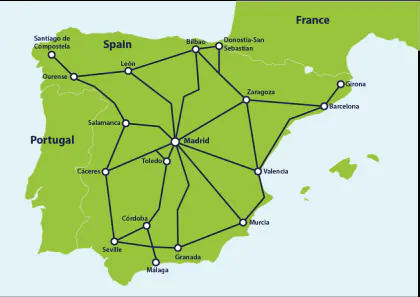 France
Santiago de
Compostela
Spain
Bilbao
Donostia-San
Sebastian
León
Ourense
Zaragoza
Girona
Barcelona
Salamanca
Portugal
Madrid
Toledo
Cáceres
Valencia
Córdoba
Murcia
Seville
Granada
Málaga